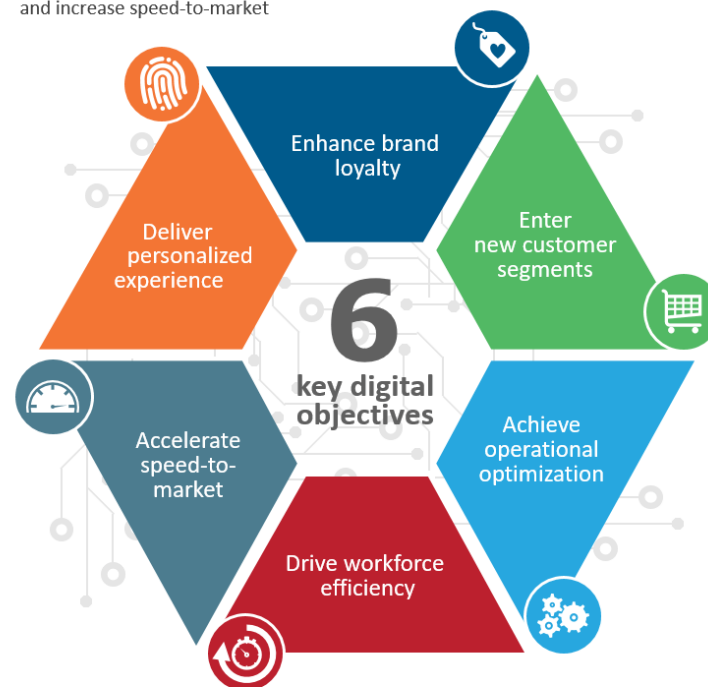 and increase speed-to-market
Enhance brand
loyalty
Enter
new customer
segments
Deliver
personalized
experience
6
key digital
objectives
Achieve
operational
optimization
Accelerate
speed-to-
market
Drive workforce
efficiency